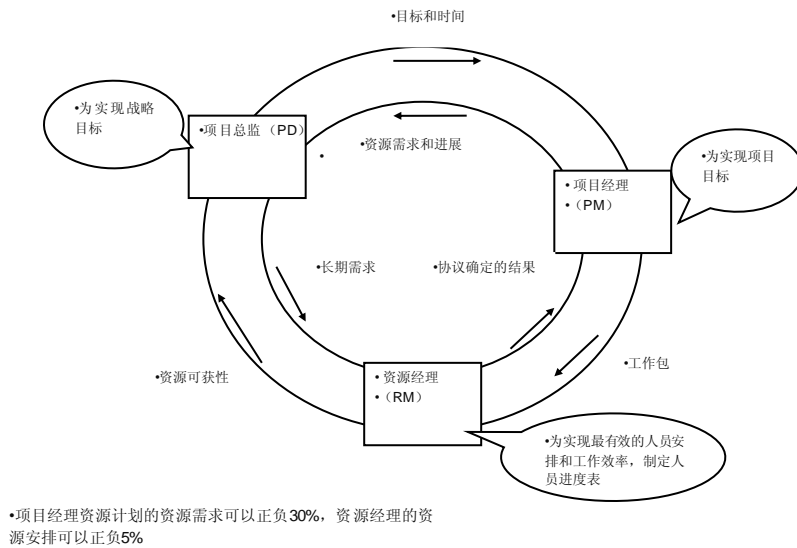 •目标和时间
•为实现战略
目标
•项目总监（PD）
•
•资源需求和进展
•为实现项目
目标
•项目经理
•（PM）
•长期需求
•协议确定的结果
•资源可获性
•资源经理
•（RM）
•工作包
•为实现最有效的人员安
排和工作效率，制定人
员进度表
•项目经理资源计划的资源需求可以正负30%，资源经理的资
源安排可以正负5%